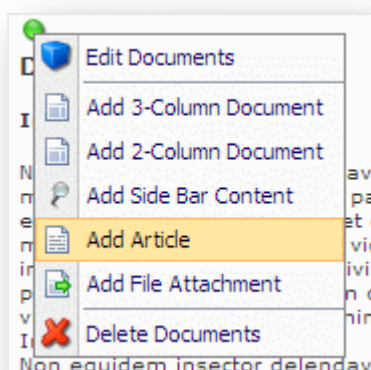 Edit Documents
Add 3-Column Document
Add 2-Column Document
Add Side Bar Content
Add Article
Add File Attachment
Delete Documents
Non equidem insector delendav